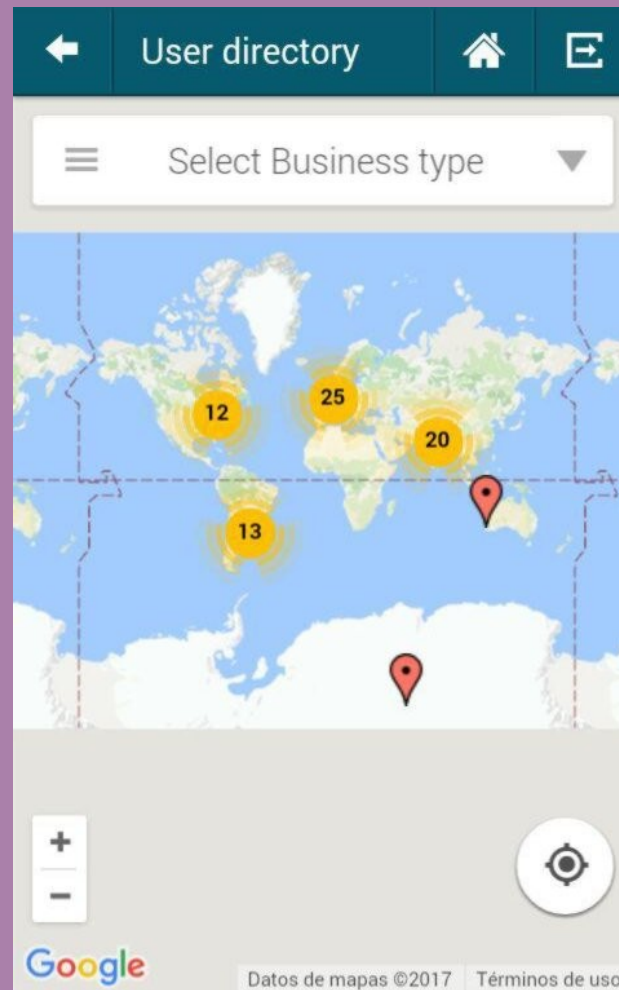 User directory
Select Business type
12
25
20
13
+
−
Google
Datos de mapas ©2017 Términos de uso